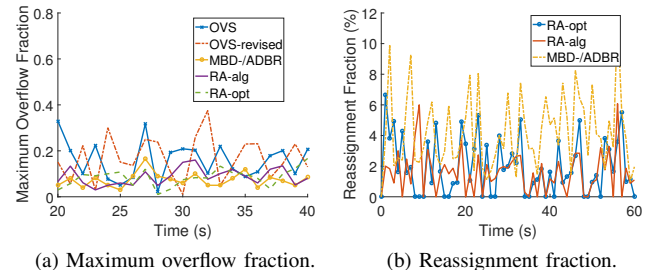 Maximum Overflow Fraction
0.8
0.6
0.4
0.2
0
20
25
30
35
40
Time (s)
OVS
OVS-revised
MBD-/ADBR
RA-alg
RA-opt
(a) Maximum overflow fraction.
Reassignment Fraction (%)
12
10
8
6
4
2
0
0
20
40
60
Time (s)
RA-opt
RA-alg
MBD-/ADBR
(b) Reassignment fraction.